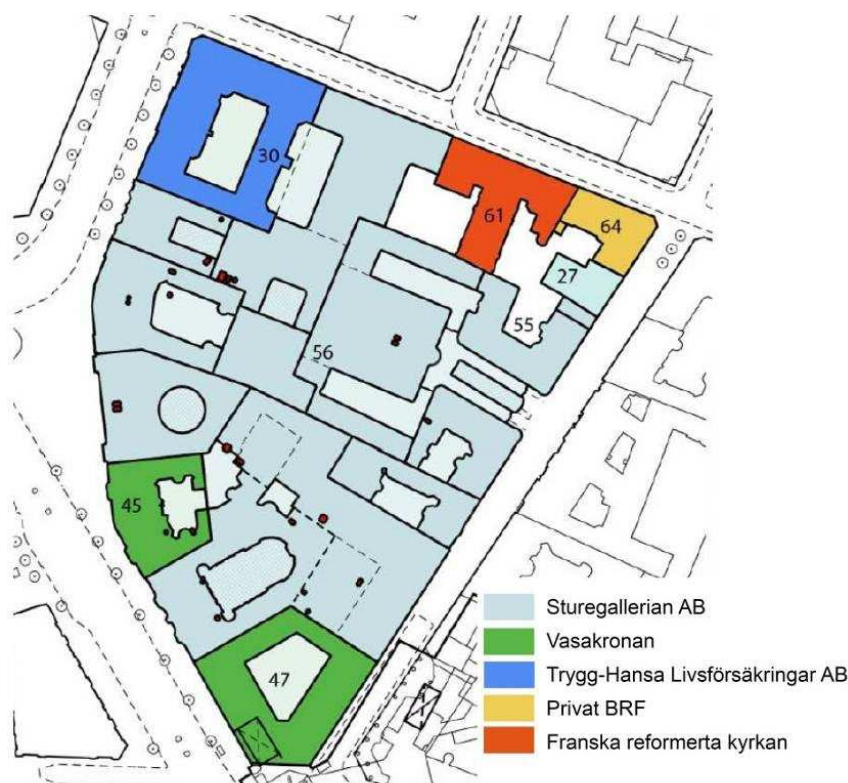 30
61
64
27
55
56
45
47
Sturegallerian AB
Vasakronan
Trygg-Hansa Livsförsäkringar AB
Privat BRF
Franska reformerta kyrkan